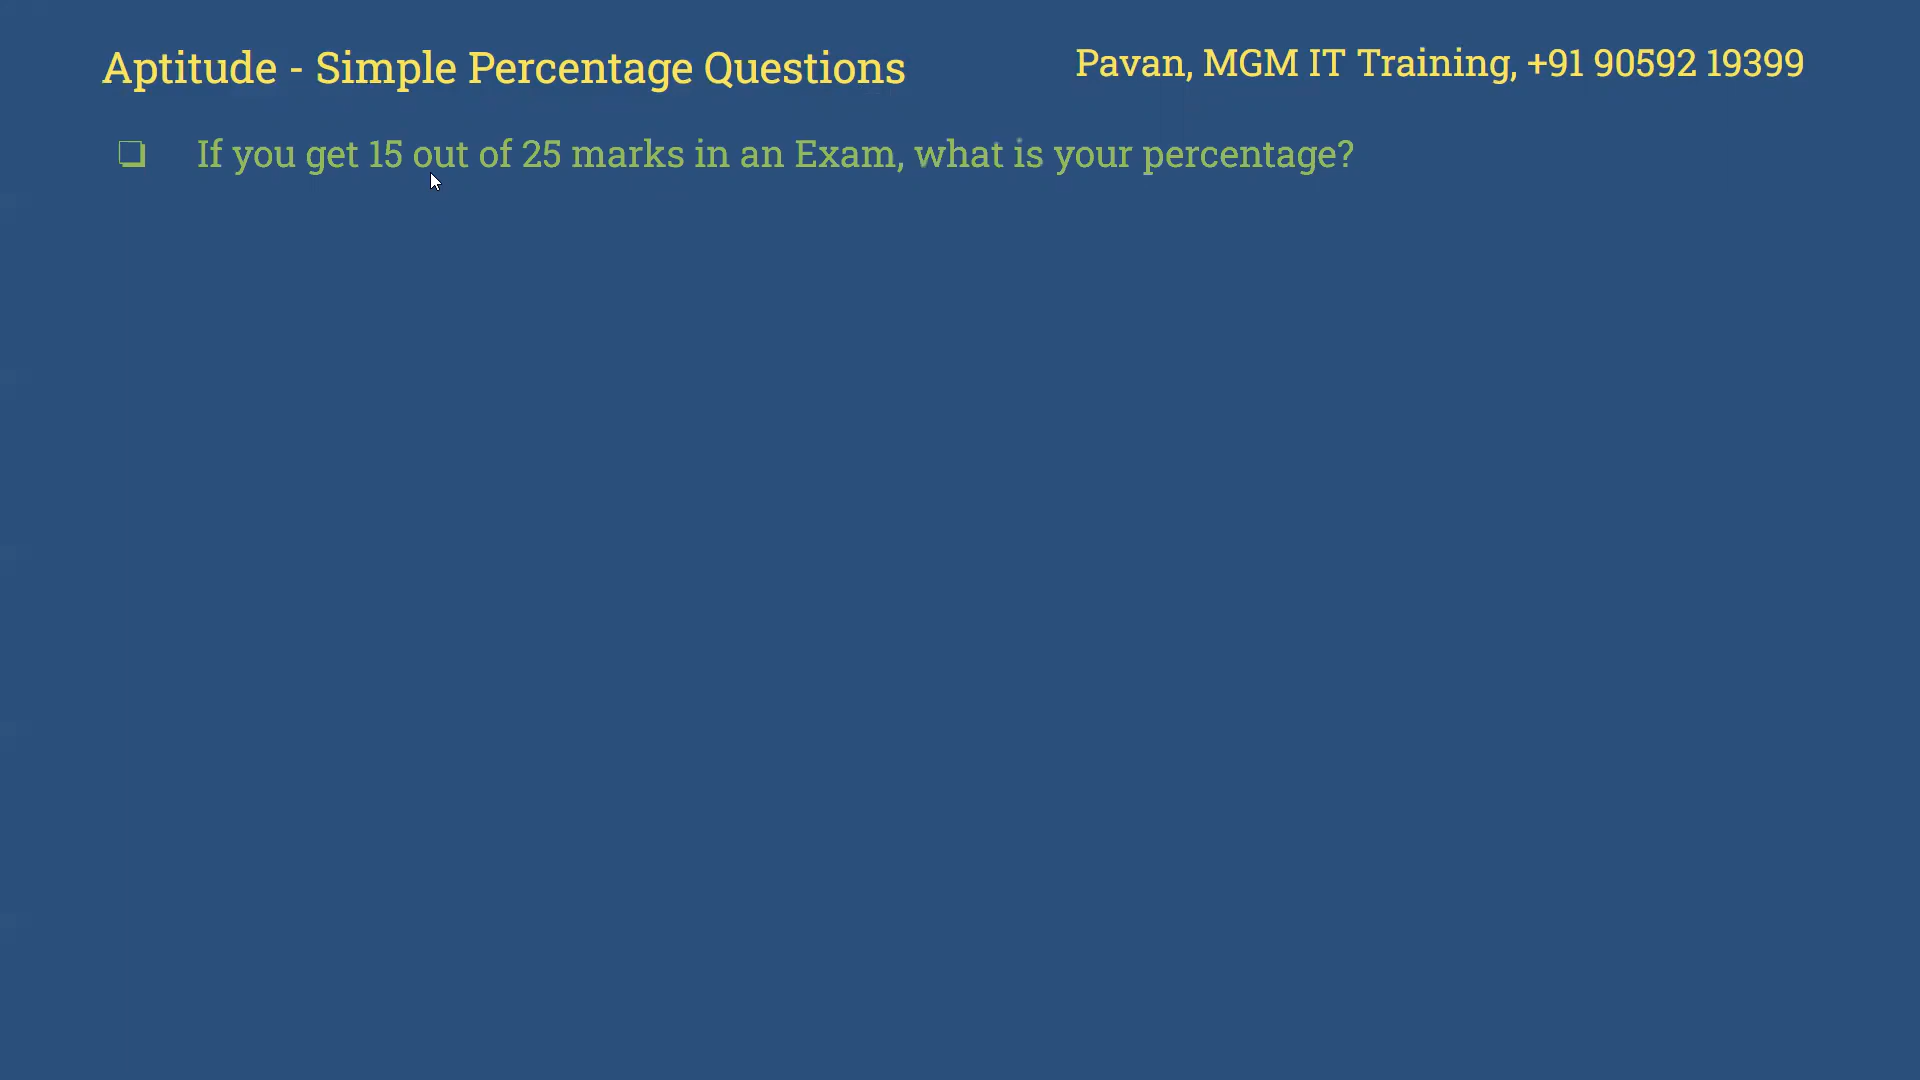 Aptitude - Simple Percentage Questions
Pavan, MGM IT Training, +91 90592 19399
❏ If you get 15 out of 25 marks in an Exam, what is your percentage?